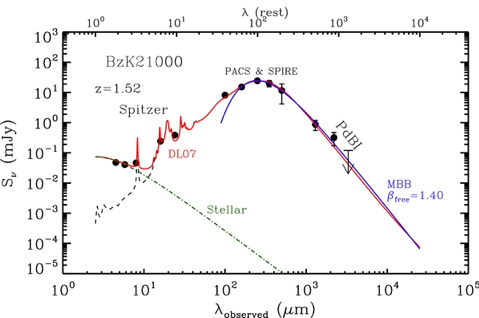 λ (rest)
10⁰ 10¹ 10² 10³ 10⁴
10³
10²
10¹
10⁰
10⁻¹
10⁻²
10⁻³
10⁻⁴
10⁻⁵
S_ν (mJy)
BzK21000
z=1.52
Spitzer
PACS & SPIRE
DL07
PdBI
MBB
β_free=1.40
Stellar
10⁰ 10¹ 10² 10³ 10⁴ 10⁵
λ_observed (μm)